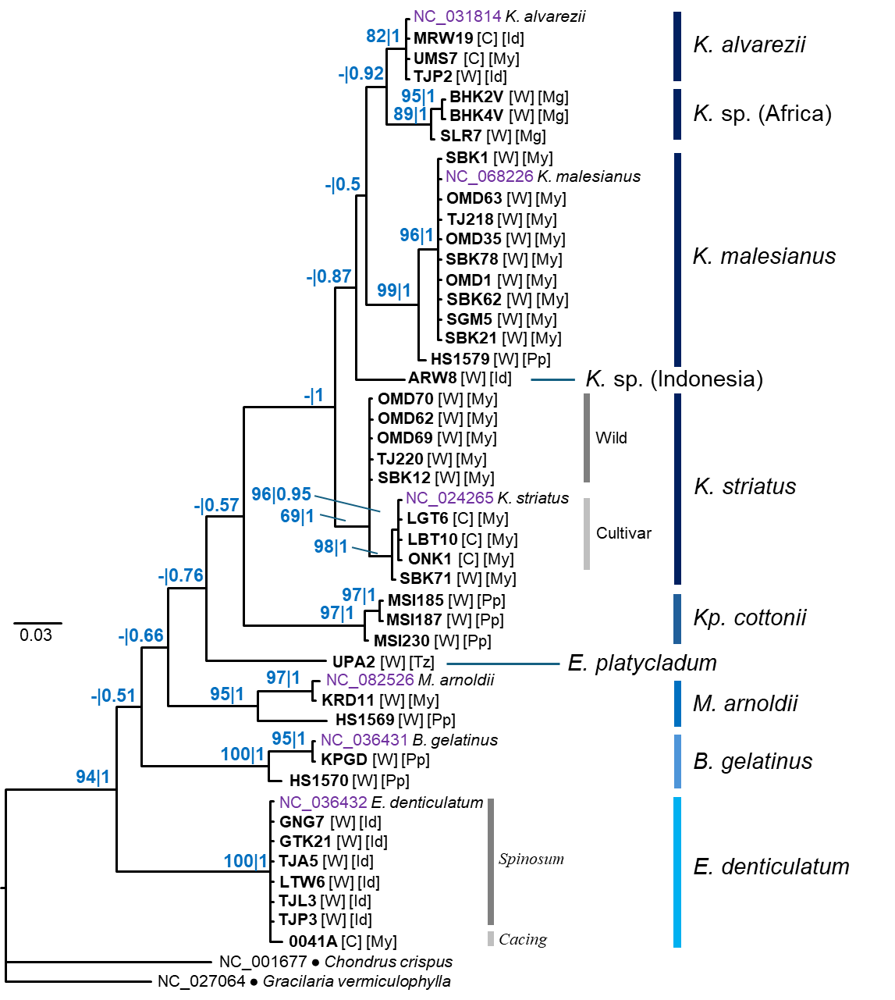 NC_031814 K. alvarezii
82|1
MRW19 [C] [Id]
K. alvarezii
UMS7 [C] [My]
-|0.92
TJP2 [W] [Id]
95|1
BHK2V [W] [Mg]
89|1
BHK4V [W] [Mg]
K. sp. (Africa)
SLR7 [W] [Mg]
SBK1 [W] [My]
NC_068226 K. malesianus
-|0.5
OMD63 [W] [My]
TJ218 [W] [My]
96|1
OMD35 [W] [My]
SBK78 [W] [My]
K. malesianus
-|0.87
OMD1 [W] [My]
99|1
SBK62 [W] [My]
SGM5 [W] [My]
SBK21 [W] [My]
HS1579 [W] [Pp]
ARW8 [W] [Id]
K. sp. (Indonesia)
-|1
OMD70 [W] [My]
OMD62 [W] [My]
OMD69 [W] [My]
Wild
TJ220 [W] [My]
SBK12 [W] [My]
K. striatus
96|0.95
NC_024265 K. striatus
-|0.57
69|1
LGT6 [C] [My]
LBT10 [C] [My]
Cultivar
98|1
ONK1 [C] [My]
-|0.76
SBK71 [W] [My]
97|1
MSI185 [W] [Pp]
97|1
MSI187 [W] [Pp]
Kp. cottonii
0.03
-|0.66
MSI230 [W] [Pp]
UPA2 [W] [Tz]
E. platycladum
97|1
NC_082526 M. arnoldii
-|0.51
95|1
KRD11 [W] [My]
M. arnoldii
HS1569 [W] [Pp]
95|1
NC_036431 B. gelatinus
100|1
KPGD [W] [Pp]
B. gelatinus
94|1
HS1570 [W] [Pp]
NC_036432 E. denticulatum
GNG7 [W] [Id]
GTK21 [W] [Id]
100|1
TJA5 [W] [Id]
Spinosum
E. denticulatum
LTW6 [W] [Id]
TJL3 [W] [Id]
TJP3 [W] [Id]
0041A [C] [My]
Cacing
NC_001677 ● Chondrus crispus
NC_027064 ● Gracilaria vermiculophylla